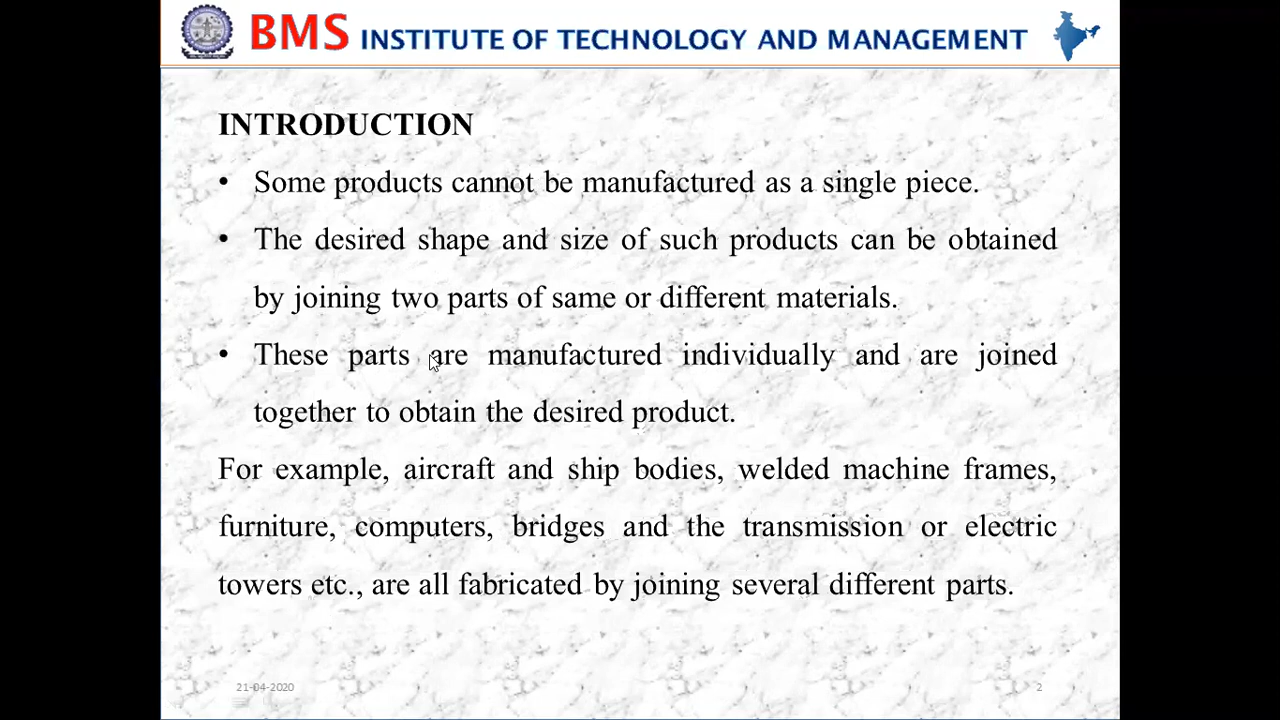 BMS INSTITUTE OF TECHNOLOGY AND MANAGEMENT
INTRODUCTION
• Some products cannot be manufactured as a single piece.
• The desired shape and size of such products can be obtained
by joining two parts of same or different materials.
• These parts are manufactured individually and are joined
together to obtain the desired product.
For example, aircraft and ship bodies, welded machine frames,
furniture, computers, bridges and the transmission or electric
towers etc., are all fabricated by joining several different parts.
21-04-2020 2